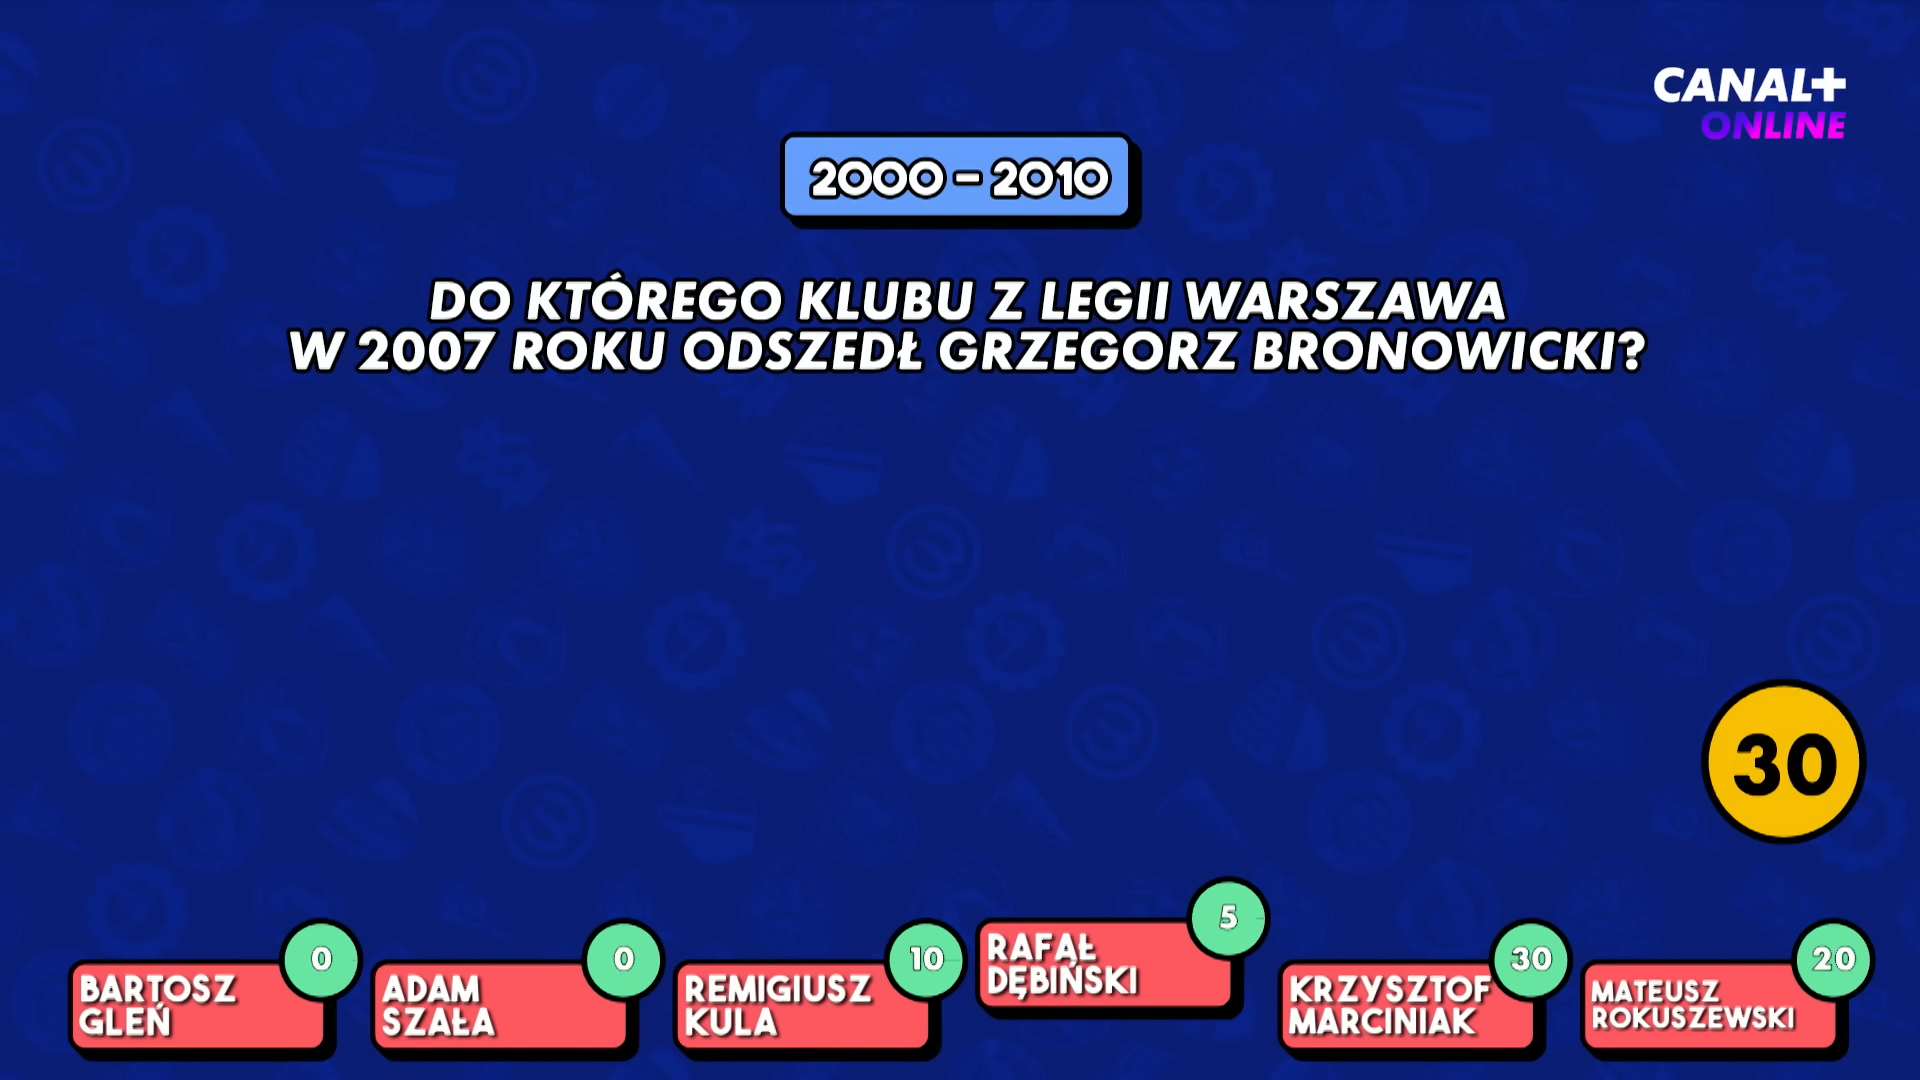 CANAL+
ONLINE
2000 – 2010
DO KTÓREGO KLUBU Z LEGII WARSZAWA
W 2007 ROKU ODSZEDŁ GRZEGORZ BRONOWICKI?
30
0
BARTOSZ
GLEŃ
0
ADAM
SZAŁA
10
REMIGIUSZ
KULA
5
RAFAŁ
DĘBIŃSKI
30
KRZYSZTOF
MARCINIAK
20
MATEUSZ
ROKUSZEWSKI